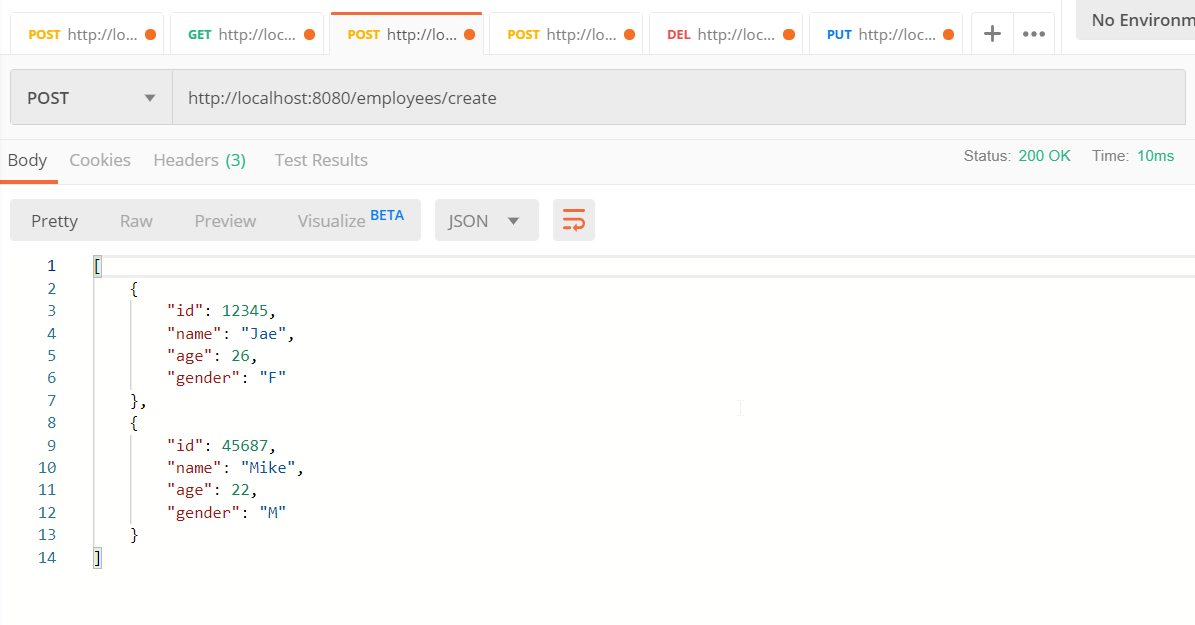 POST http://lo... GET http://loc... POST http://lo... POST http://lo... DEL http://loc... PUT http://loc... + ••• No Environm
POST http://localhost:8080/employees/create
Body Cookies Headers (3) Test Results Status: 200 OK Time: 10ms
Pretty Raw Preview Visualize BETA JSON
1 [
2 {
3 "id": 12345,
4 "name": "Jae",
5 "age": 26,
6 "gender": "F"
7 },
8 {
9 "id": 45687,
10 "name": "Mike",
11 "age": 22,
12 "gender": "M"
13 }
14 ]